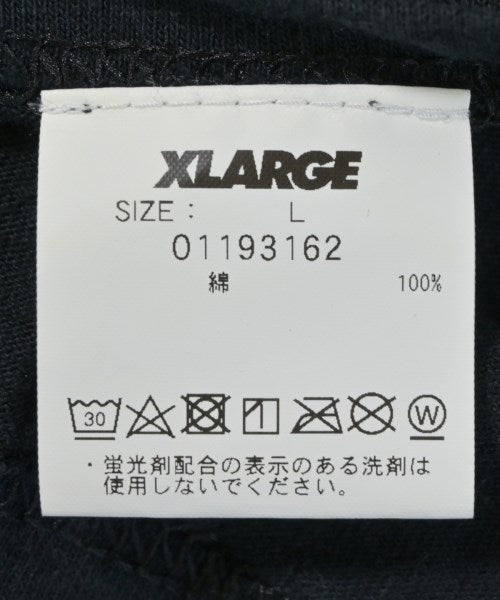 XLARGE
SIZE : L
01193162
綿 100%
30 W
・蛍光剤配合の表示のある洗剤は
使用しないでください。